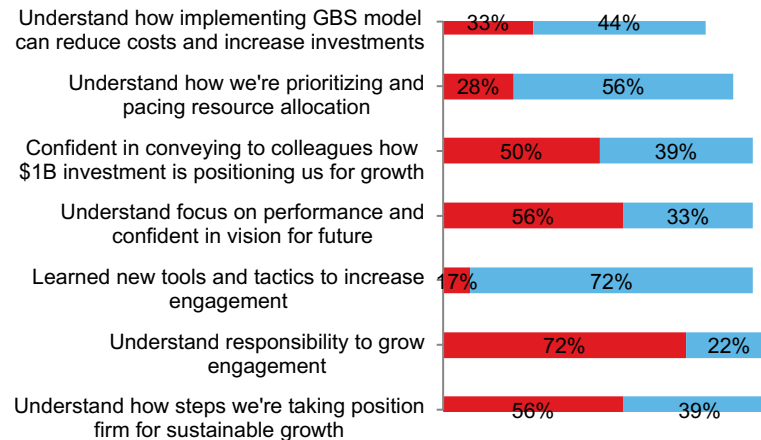 Understand how implementing GBS model
can reduce costs and increase investments
33% 44%
Understand how we're prioritizing and
pacing resource allocation
28% 56%
Confident in conveying to colleagues how
$1B investment is positioning us for growth
50% 39%
Understand focus on performance and
confident in vision for future
56% 33%
Learned new tools and tactics to increase
engagement
17% 72%
Understand responsibility to grow
engagement
72% 22%
Understand how steps we're taking position
firm for sustainable growth
56% 39%